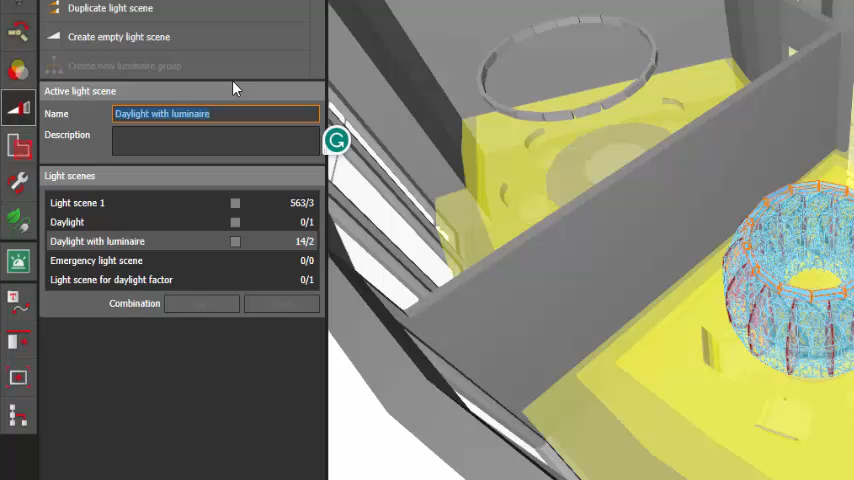 Duplicate light scene
Create empty light scene
Create new luminaire group
Active light scene
Name Daylight with luminaire
Description
Light scenes
Light scene 1 563/3
Daylight 0/1
Daylight with luminaire 14/2
Emergency light scene 0/0
Light scene for daylight factor 0/1
Combination